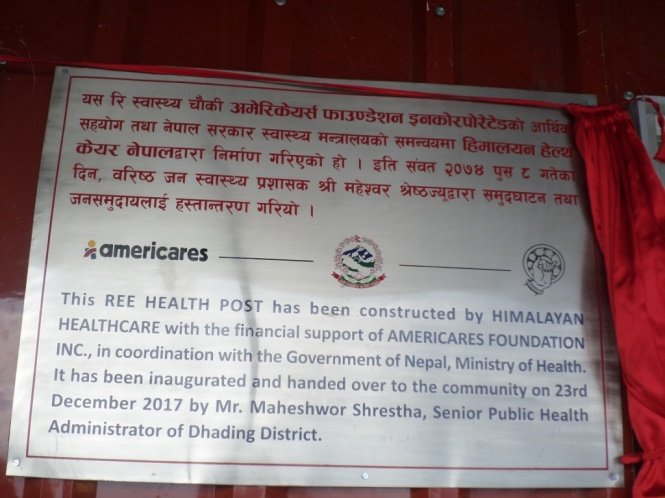 यस रि स्वास्थ्य चौकी अमेरिकेयर्स फाउण्डेशन इनकोरपोरेटेडको आर्थिक
सहयोग तथा नेपाल सरकार स्वास्थ्य मन्त्रालयको समन्वयमा हिमालयन हेल्थ
केयर नेपालद्वारा निर्माण गरिएको हो । इति संवत २०७४ पुस ८ गतेका
दिन, वरिष्ठ जन स्वास्थ्य प्रशासक श्री महेश्वर श्रेष्ठज्यूद्वारा समुदघाटन तथा
जनसमुदायलाई हस्तान्तरण गरियो ।
americares
This REE HEALTH POST has been constructed by HIMALAYAN
HEALTHCARE with the financial support of AMERICARES FOUNDATION
INC., in coordination with the Government of Nepal, Ministry of Health.
It has been inaugurated and handed over to the community on 23rd
December 2017 by Mr. Maheshwor Shrestha, Senior Public Health
Administrator of Dhading District.